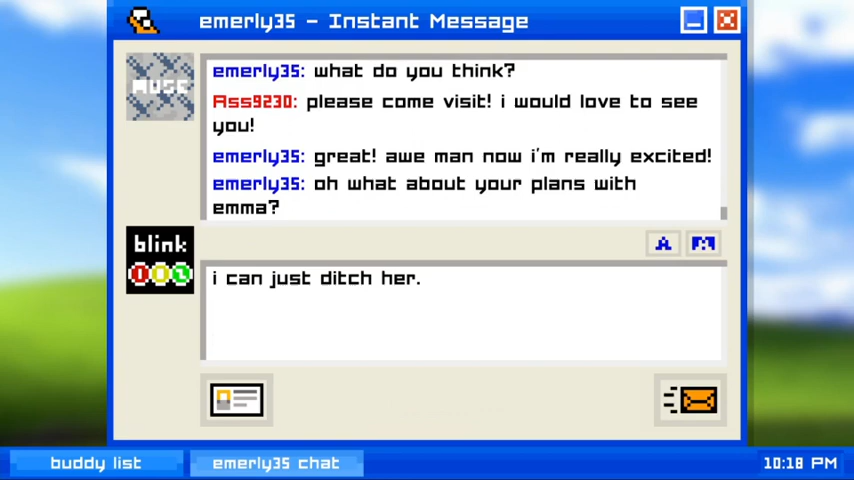 emerly35 - Instant Message
emerly35: what do you think?
Ass9230: please come visit! i would love to see
you!
emerly35: great! awe man now i'm really excited!
emerly35: oh what about your plans with
emma?
MUSE
A
blink
182
i can just ditch her.
buddy list
emerly35 chat
10:18 PM